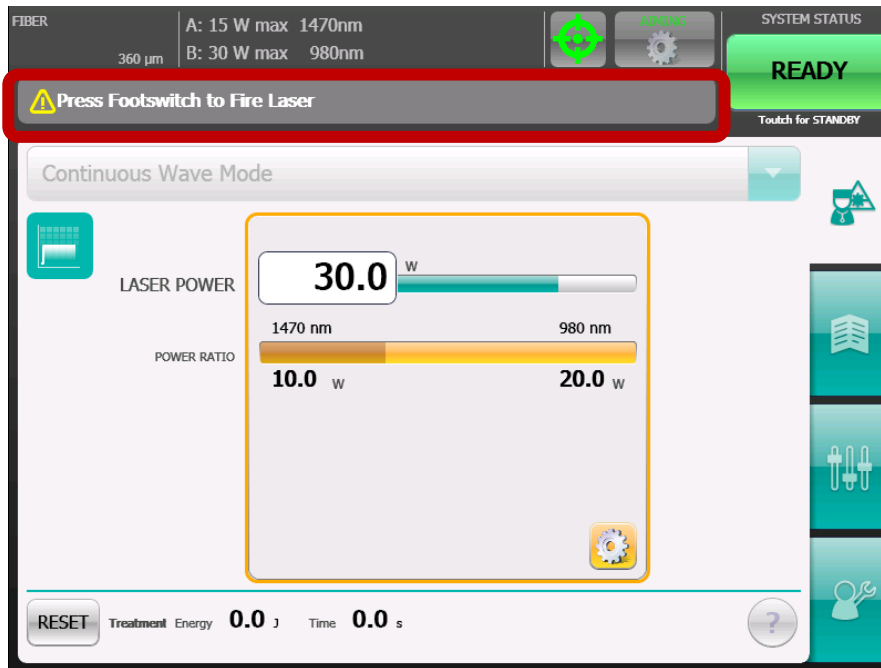 FIBER
360 µm
A: 15 W max 1470nm
B: 30 W max 980nm
AIMING
SYSTEM STATUS
READY
Toutch for STANDBY
Press Footswitch to Fire Laser
Continuous Wave Mode
LASER POWER
30.0 W
1470 nm 980 nm
POWER RATIO
10.0 W 20.0 W
RESET Treatment Energy 0.0 J Time 0.0 s ?